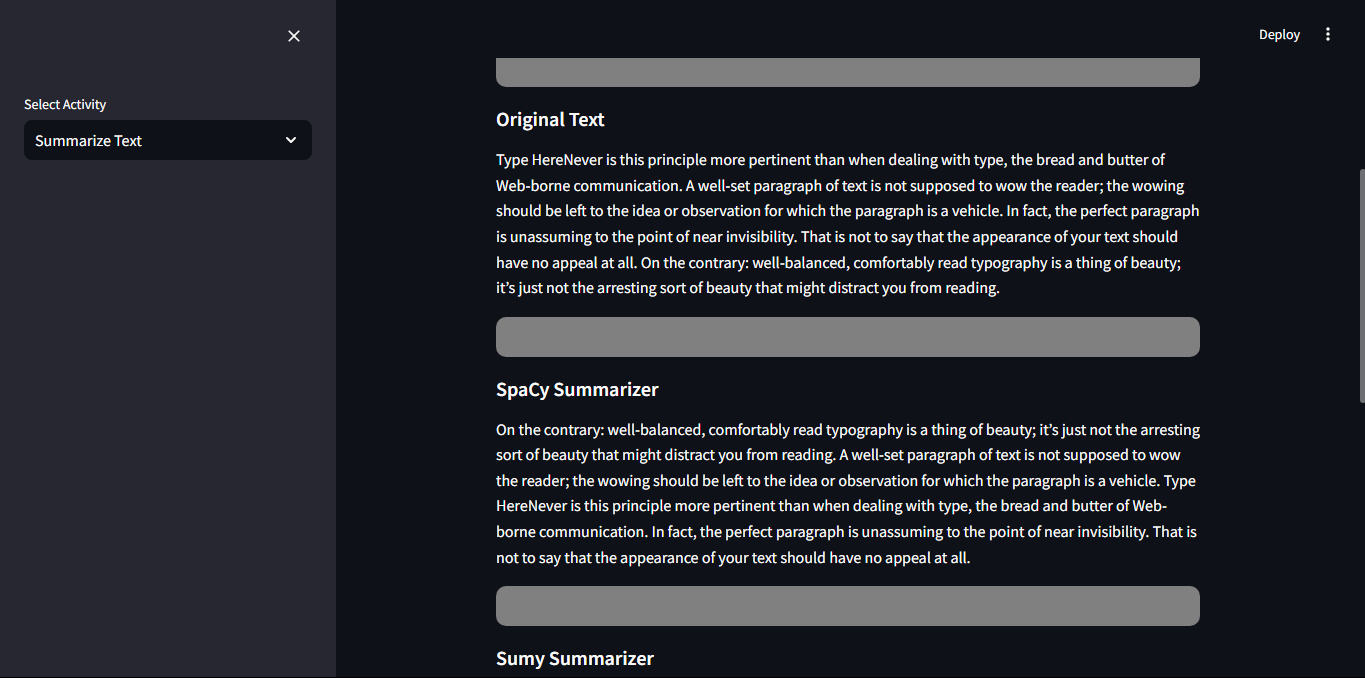 Deploy
Select Activity
Summarize Text
Original Text
Type HereNever is this principle more pertinent than when dealing with type, the bread and butter of
Web-borne communication. A well-set paragraph of text is not supposed to wow the reader; the wowing
should be left to the idea or observation for which the paragraph is a vehicle. In fact, the perfect paragraph
is unassuming to the point of near invisibility. That is not to say that the appearance of your text should
have no appeal at all. On the contrary: well-balanced, comfortably read typography is a thing of beauty;
it’s just not the arresting sort of beauty that might distract you from reading.
SpaCy Summarizer
On the contrary: well-balanced, comfortably read typography is a thing of beauty; it’s just not the arresting
sort of beauty that might distract you from reading. A well-set paragraph of text is not supposed to wow
the reader; the wowing should be left to the idea or observation for which the paragraph is a vehicle. Type
HereNever is this principle more pertinent than when dealing with type, the bread and butter of Web-
borne communication. In fact, the perfect paragraph is unassuming to the point of near invisibility. That is
not to say that the appearance of your text should have no appeal at all.
Sumy Summarizer